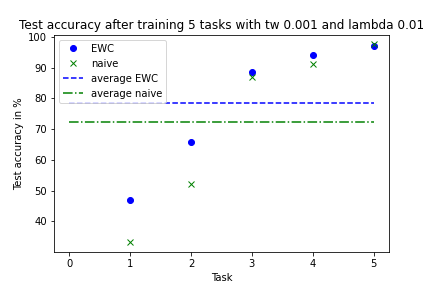 Test accuracy after training 5 tasks with tw 0.001 and lambda 0.01
100
90
80
70
60
50
40
Test accuracy in %
EWC
naive
average EWC
average naive
0 1 2 3 4 5
Task